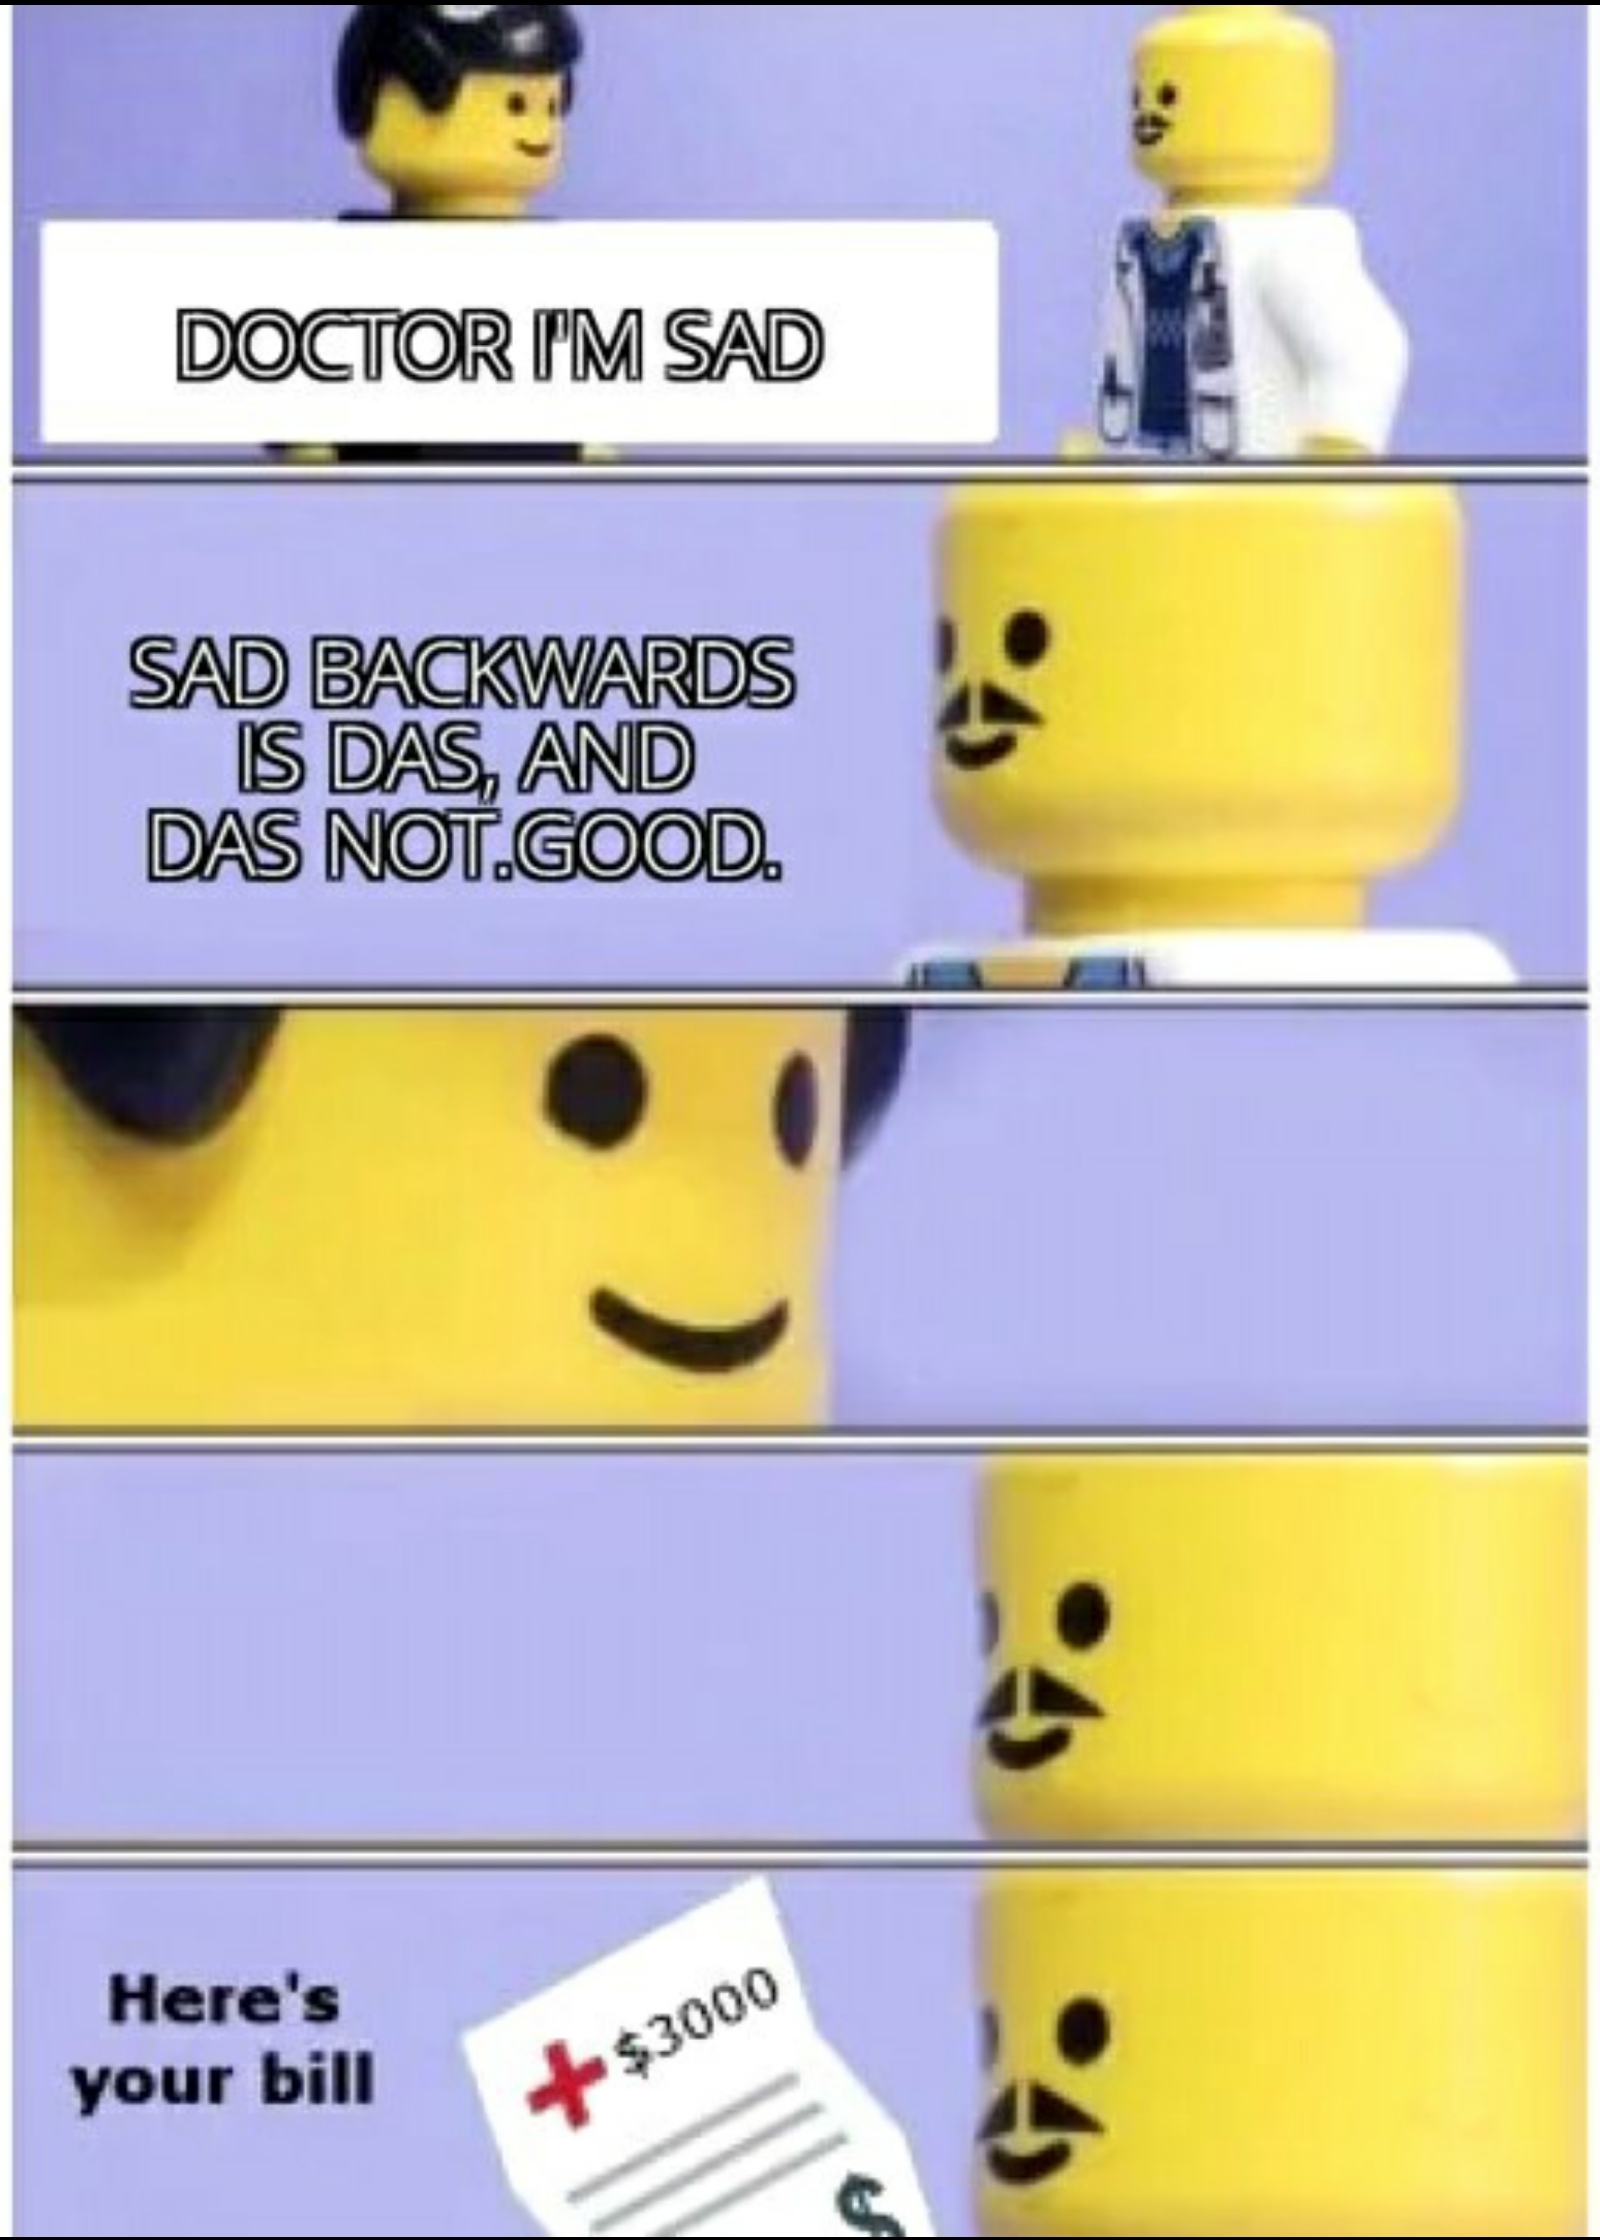 DOCTOR I'M SAD
SAD BACKWARDS
IS DAS, AND
DAS NOT.GOOD.
Here's
your bill
$3000
$